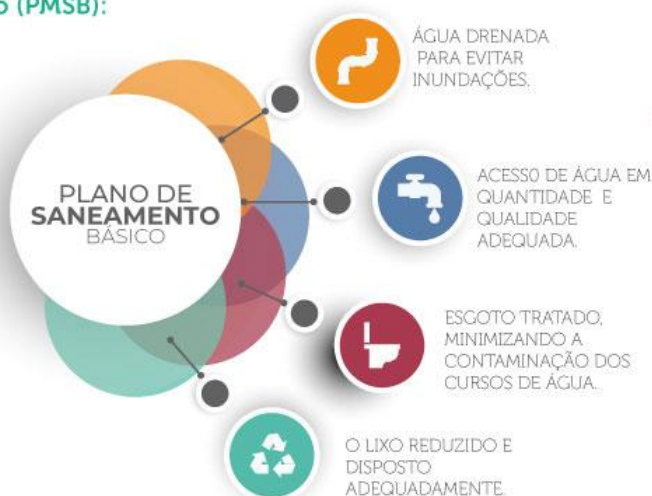 o (PMSB):
ÁGUA DRENADA
PARA EVITAR
INUNDAÇÕES.
PLANO DE
SANEAMENTO
BÁSICO
ACESSO DE ÁGUA EM
QUANTIDADE E
QUALIDADE
ADEQUADA.
ESGOTO TRATADO,
MINIMIZANDO A
CONTAMINAÇÃO DOS
CURSOS DE ÁGUA.
O LIXO REDUZIDO E
DISPOSTO
ADEQUADAMENTE.